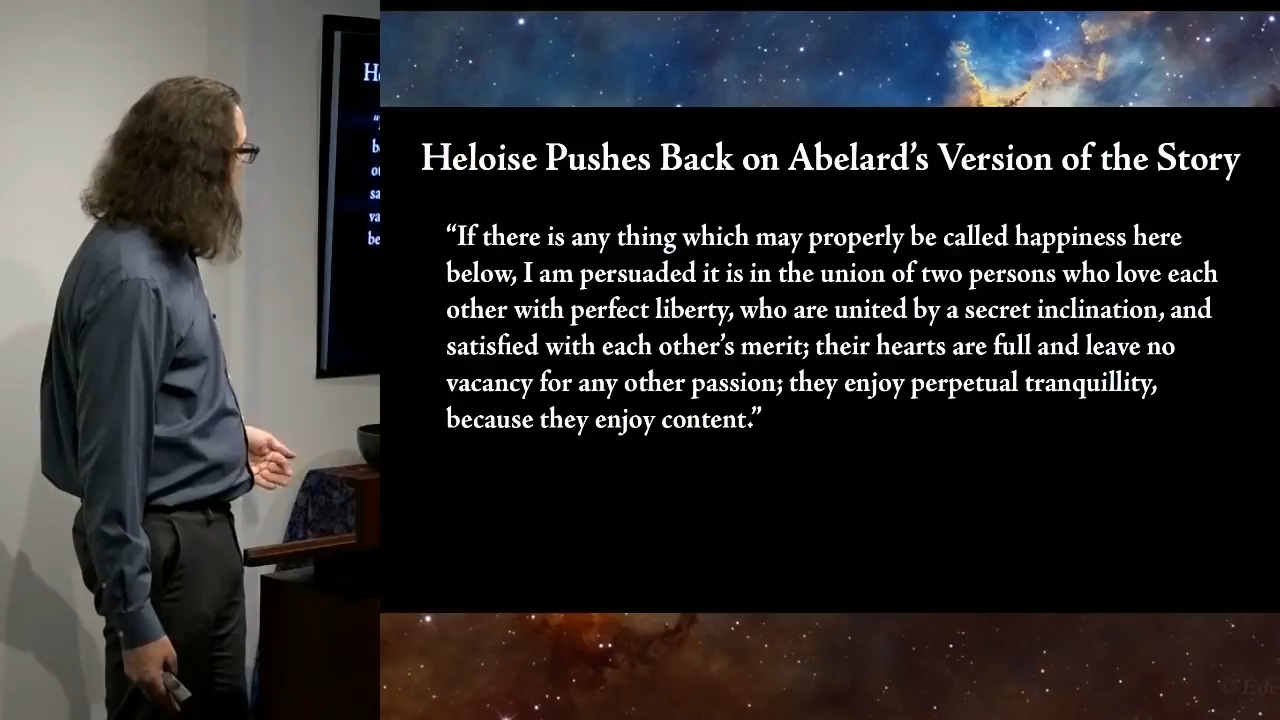 Heloise Pushes Back on Abelard's Version of the Story
“If there is any thing which may properly be called happiness here
below, I am persuaded it is in the union of two persons who love each
other with perfect liberty, who are united by a secret inclination, and
satisfied with each other's merit; their hearts are full and leave no
vacancy for any other passion; they enjoy perpetual tranquillity,
because they enjoy content.”